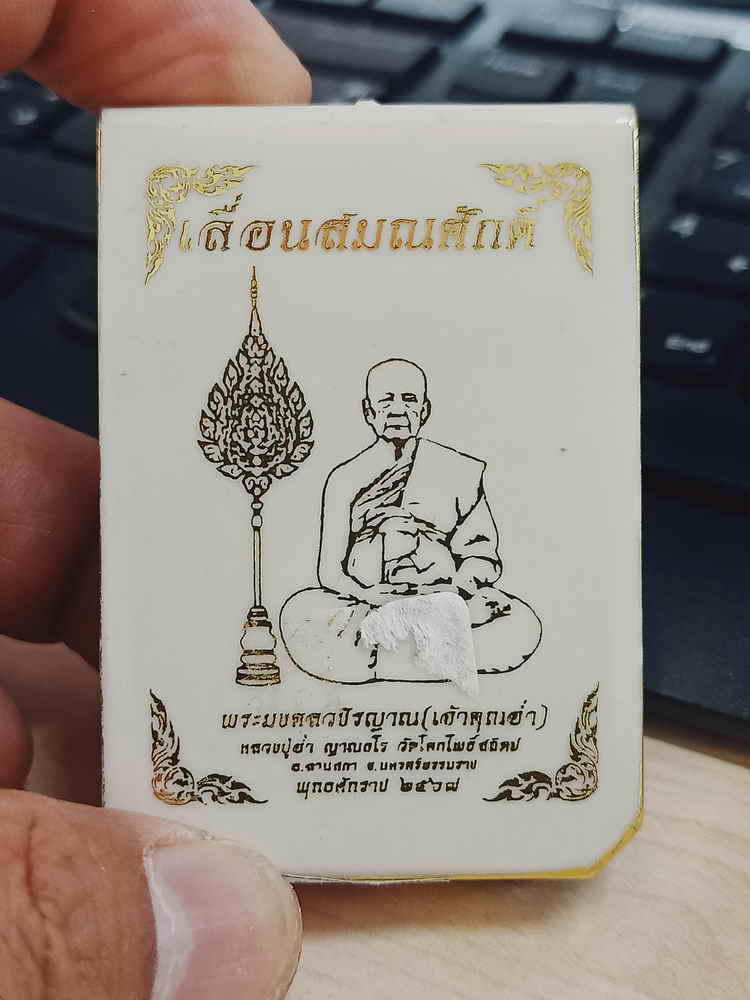 เลื่อนสมณศักดิ์
พระมงคลวชิรญาณ(เจ้าคุณฉ่ำ)
หลวงปู่ฉ่ำ ญาณธโร วัดโคกโพธิ์สถิตย์
อ.ลานสกา จ.นครศรีธรรมราช
พุทธศักราช ๒๕๖๗
End